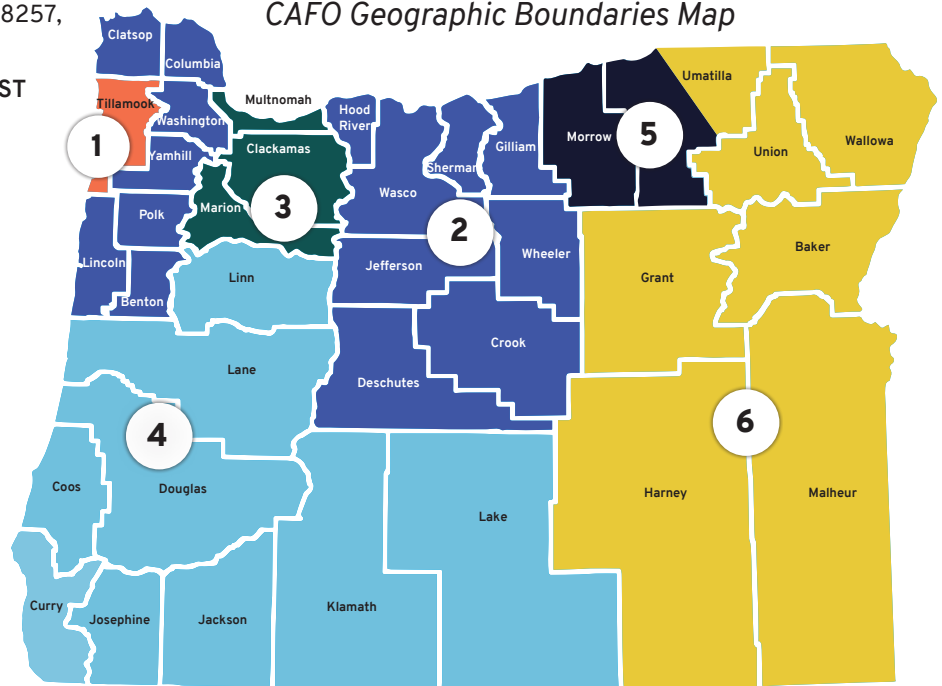 8257,
CAFO Geographic Boundaries Map
ST
Clatsop
Columbia
Tillamook
Washington
Multnomah
Hood
River
Umatilla
Morrow
5
Wallowa
Union
1
Yamhill
Clackamas
Sherman
Gilliam
Wasco
Marion
3
Polk
2
Lincoln
Benton
Linn
Jefferson
Wheeler
Grant
Baker
Lane
Deschutes
Crook
4
6
Coos
Douglas
Lake
Harney
Malheur
Curry
Josephine
Jackson
Klamath